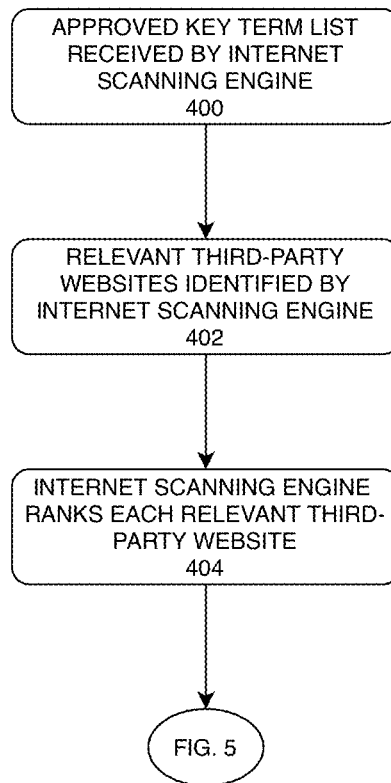 APPROVED KEY TERM LIST
RECEIVED BY INTERNET
SCANNING ENGINE
400
RELEVANT THIRD-PARTY
WEBSITES IDENTIFIED BY
INTERNET SCANNING ENGINE
402
INTERNET SCANNING ENGINE
RANKS EACH RELEVANT THIRD-
PARTY WEBSITE
404
FIG. 5